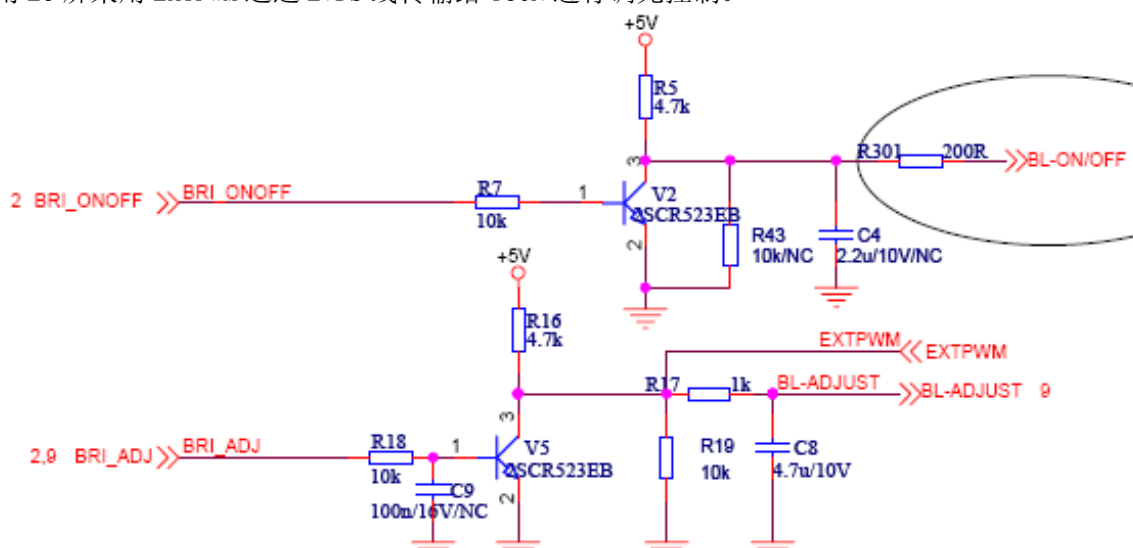 +5V
R5
4.7k
R301
200R
BL-ON/OFF
3
2 BRI_ONOFF
BRI_ONOFF
R7
10k
1
V2
SCR523EB
2
R43
10k/NC
C4
2.2u/10V/NC
+5V
R16
4.7k
EXTPWM
EXTPWM
R17
1k
BL-ADJUST
BL-ADJUST 9
3
2,9 BRI_ADJ
BRI_ADJ
R18
10k
1
V5
SCR523EB
2
C9
100n/16V/NC
R19
10k
C8
4.7u/10V